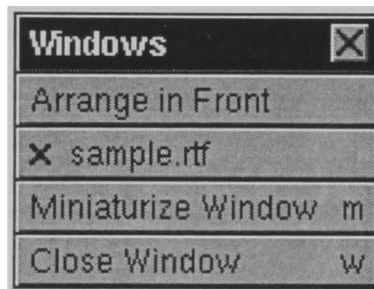 Windows
Arrange in Front
sample.rtf
Miniaturize Window m
Close Window w